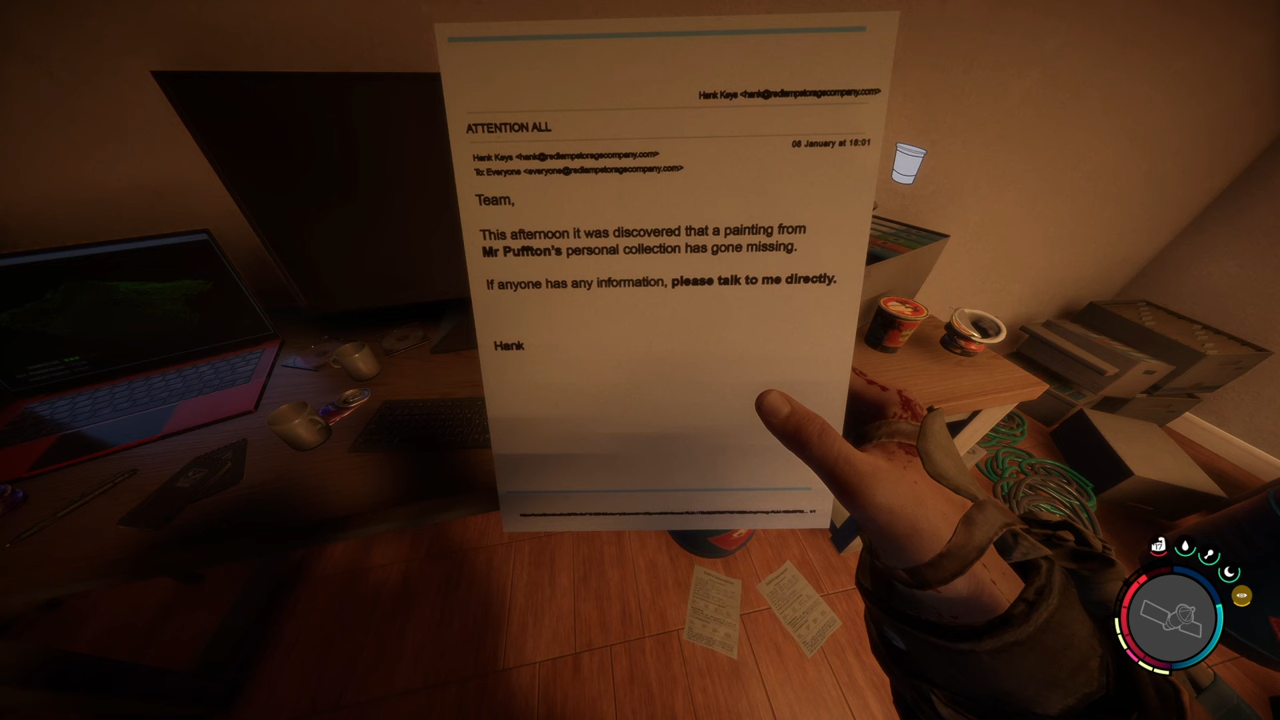 Hank Keys <hank@redlampstoragecompany.com>
ATTENTION ALL
08 January at 18:01
Hank Keys <hank@redlampstoragecompany.com>
To: Everyone <everyone@redlampstoragecompany.com>
Team,
This afternoon it was discovered that a painting from
Mr Puffton's personal collection has gone missing.
If anyone has any information, please talk to me directly.
Hank
17